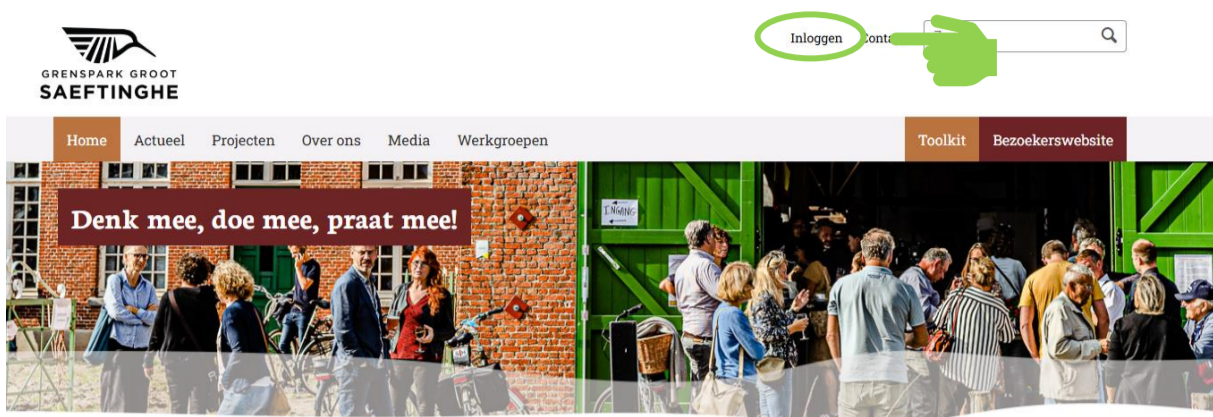 Inloggen
GRENSPARK GROOT
SAEFTINGHE
Home Actueel Projecten Over ons Media Werkgroepen Toolkit Bezoekerswebsite
Denk mee, doe mee, praat mee!
INGANG